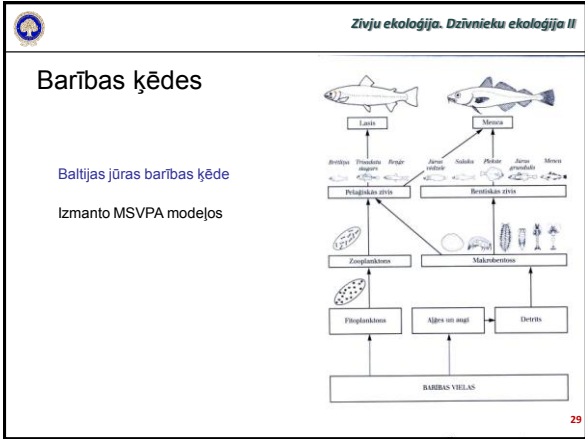 Zivju ekoloģija. Dzīvnieku ekoloģija II
Barības ķēdes
Baltijas jūras barības ķēde
Izmanto MSVPA modeļos
Lasis
Menca
Brētliņa
Trīsadatu stagars
Reņģe
Jūras vēdzele
Salaka
Plekste
Jūras grundulis
Menca
Pelaģiskās zivis
Bentiskās zivis
Zooplanktons
Makrobentoss
Fitoplanktons
Aļģes un augi
Detrīts
BARĪBAS VIELAS
29